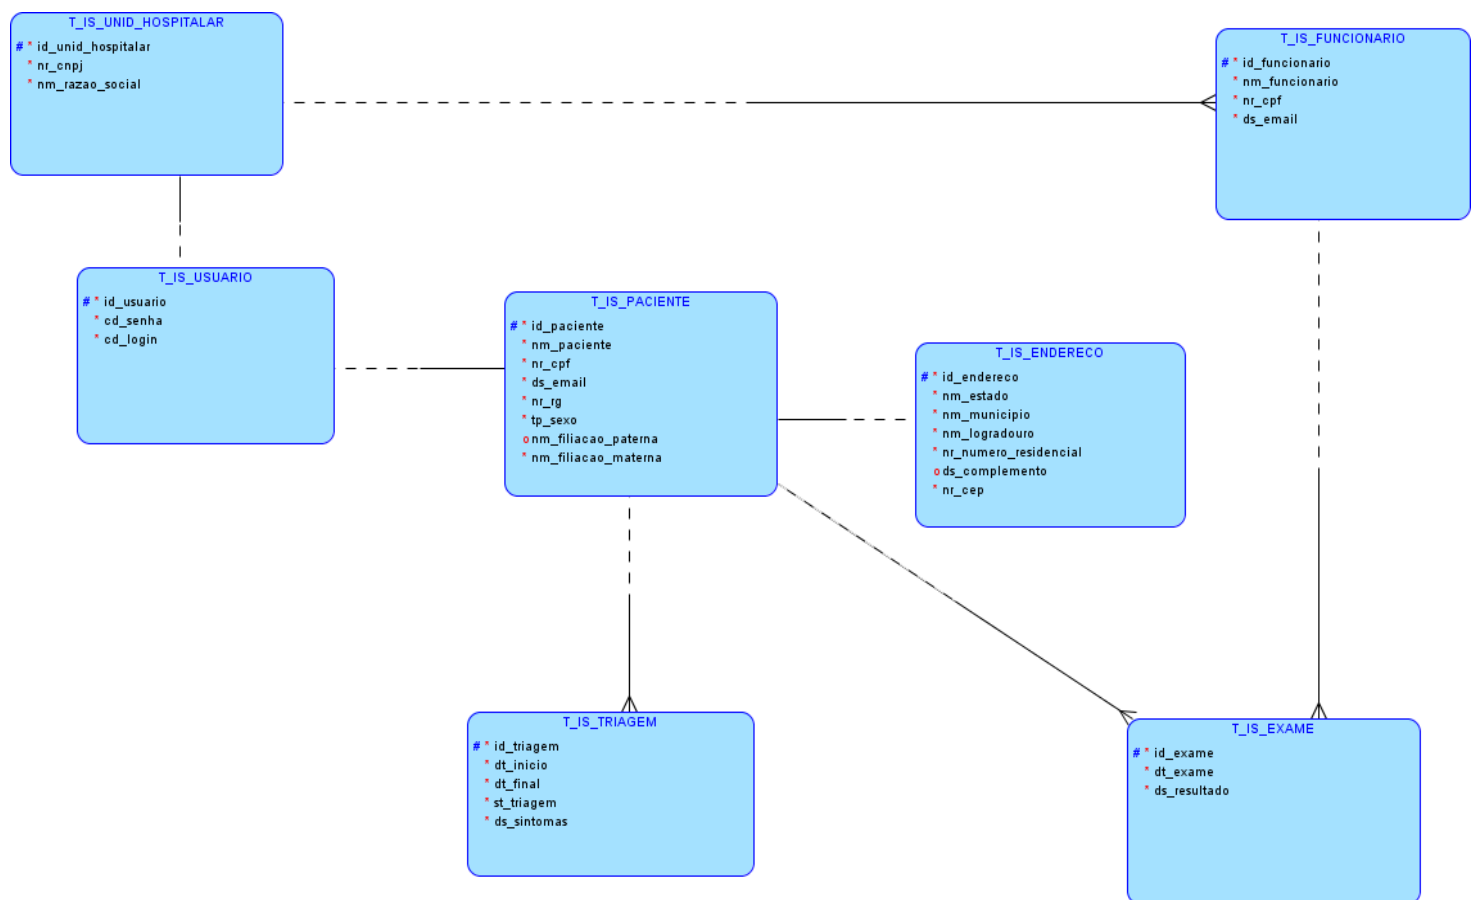 T_IS_UNID_HOSPITALAR
# * id_unid_hospitalar
* nr_cnpj
* nm_razao_social
T_IS_FUNCIONARIO
# * id_funcionario
* nm_funcionario
* nr_cpf
* ds_email
T_IS_USUARIO
# * id_usuario
* cd_senha
* cd_login
T_IS_PACIENTE
# * id_paciente
* nm_paciente
* nr_cpf
* ds_email
* nr_rg
* tp_sexo
o nm_filiacao_paterna
* nm_filiacao_materna
T_IS_ENDERECO
# * id_endereco
* nm_estado
* nm_municipio
* nm_logradouro
* nr_numero_residencial
o ds_complemento
* nr_cep
T_IS_TRIAGEM
# * id_triagem
* dt_inicio
* dt_final
* st_triagem
* ds_sintomas
T_IS_EXAME
# * id_exame
* dt_exame
* ds_resultado